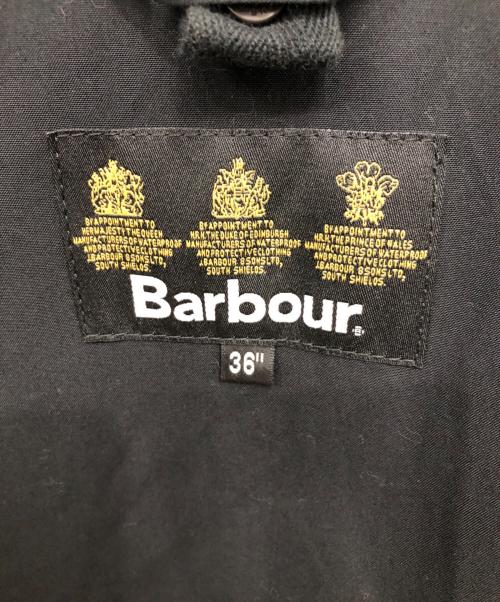 BY APPOINTMENT TO
HER MAJESTY THE QUEEN
MANUFACTURERS OF WATERPROOF
AND PROTECTIVE CLOTHING
J.BARBOUR & SONS LTD,
SOUTH SHIELDS.
BY APPOINTMENT TO
H.R.H. THE DUKE OF EDINBURGH
MANUFACTURERS OF WATERPROOF
AND PROTECTIVE CLOTHING
J.BARBOUR & SONS LTD,
SOUTH SHIELDS.
BY APPOINTMENT TO
H.R.H. THE PRINCE OF WALES
MANUFACTURERS OF WATERPROOF
AND PROTECTIVE CLOTHING
J.BARBOUR & SONS LTD,
SOUTH SHIELDS.
Barbour
36"